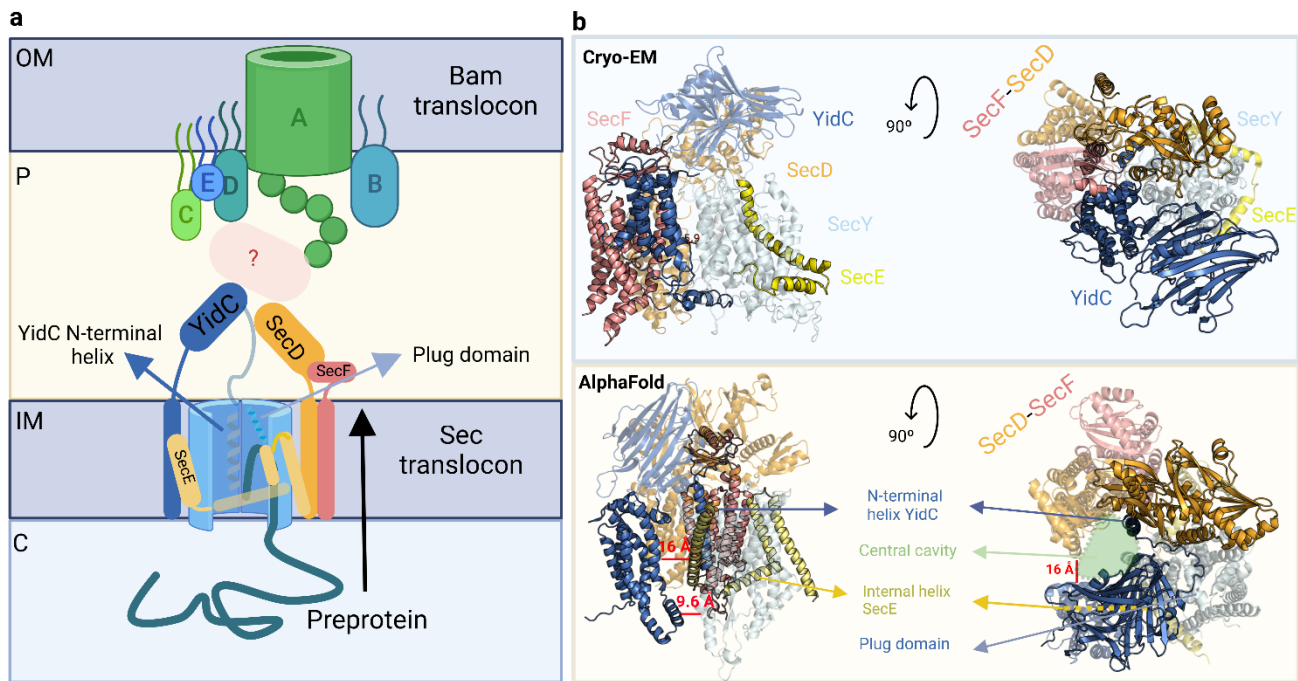 a
OM
Bam
translocon
A
E
D
C
B
P
?
YidC N-terminal
helix
YidC
SecD
SecF
Plug domain
IM
SecE
Sec
translocon
C
Preprotein
b
Cryo-EM
SecF
YidC
SecD
SecY
SecE
90º
SecF-SecD
SecY
SecE
YidC
AlphaFold
90º
SecD-SecF
16 Å
9.6 Å
N-terminal
helix YidC
Central cavity
Internal helix
SecE
Plug domain
16 Å